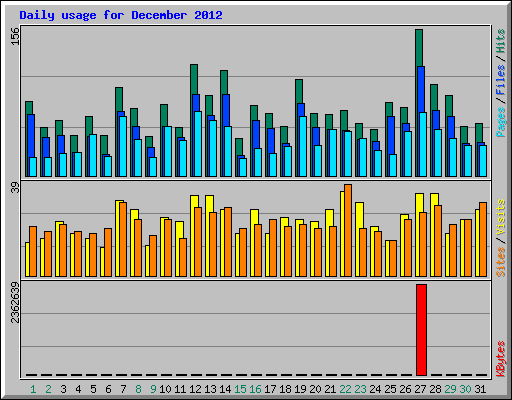 Daily usage for December 2012
156
Pages / Files / Hits
39
Sites / Visits
2362639
KBytes
1 2 3 4 5 6 7 8 9 10 11 12 13 14 15 16 17 18 19 20 21 22 23 24 25 26 27 28 29 30 31